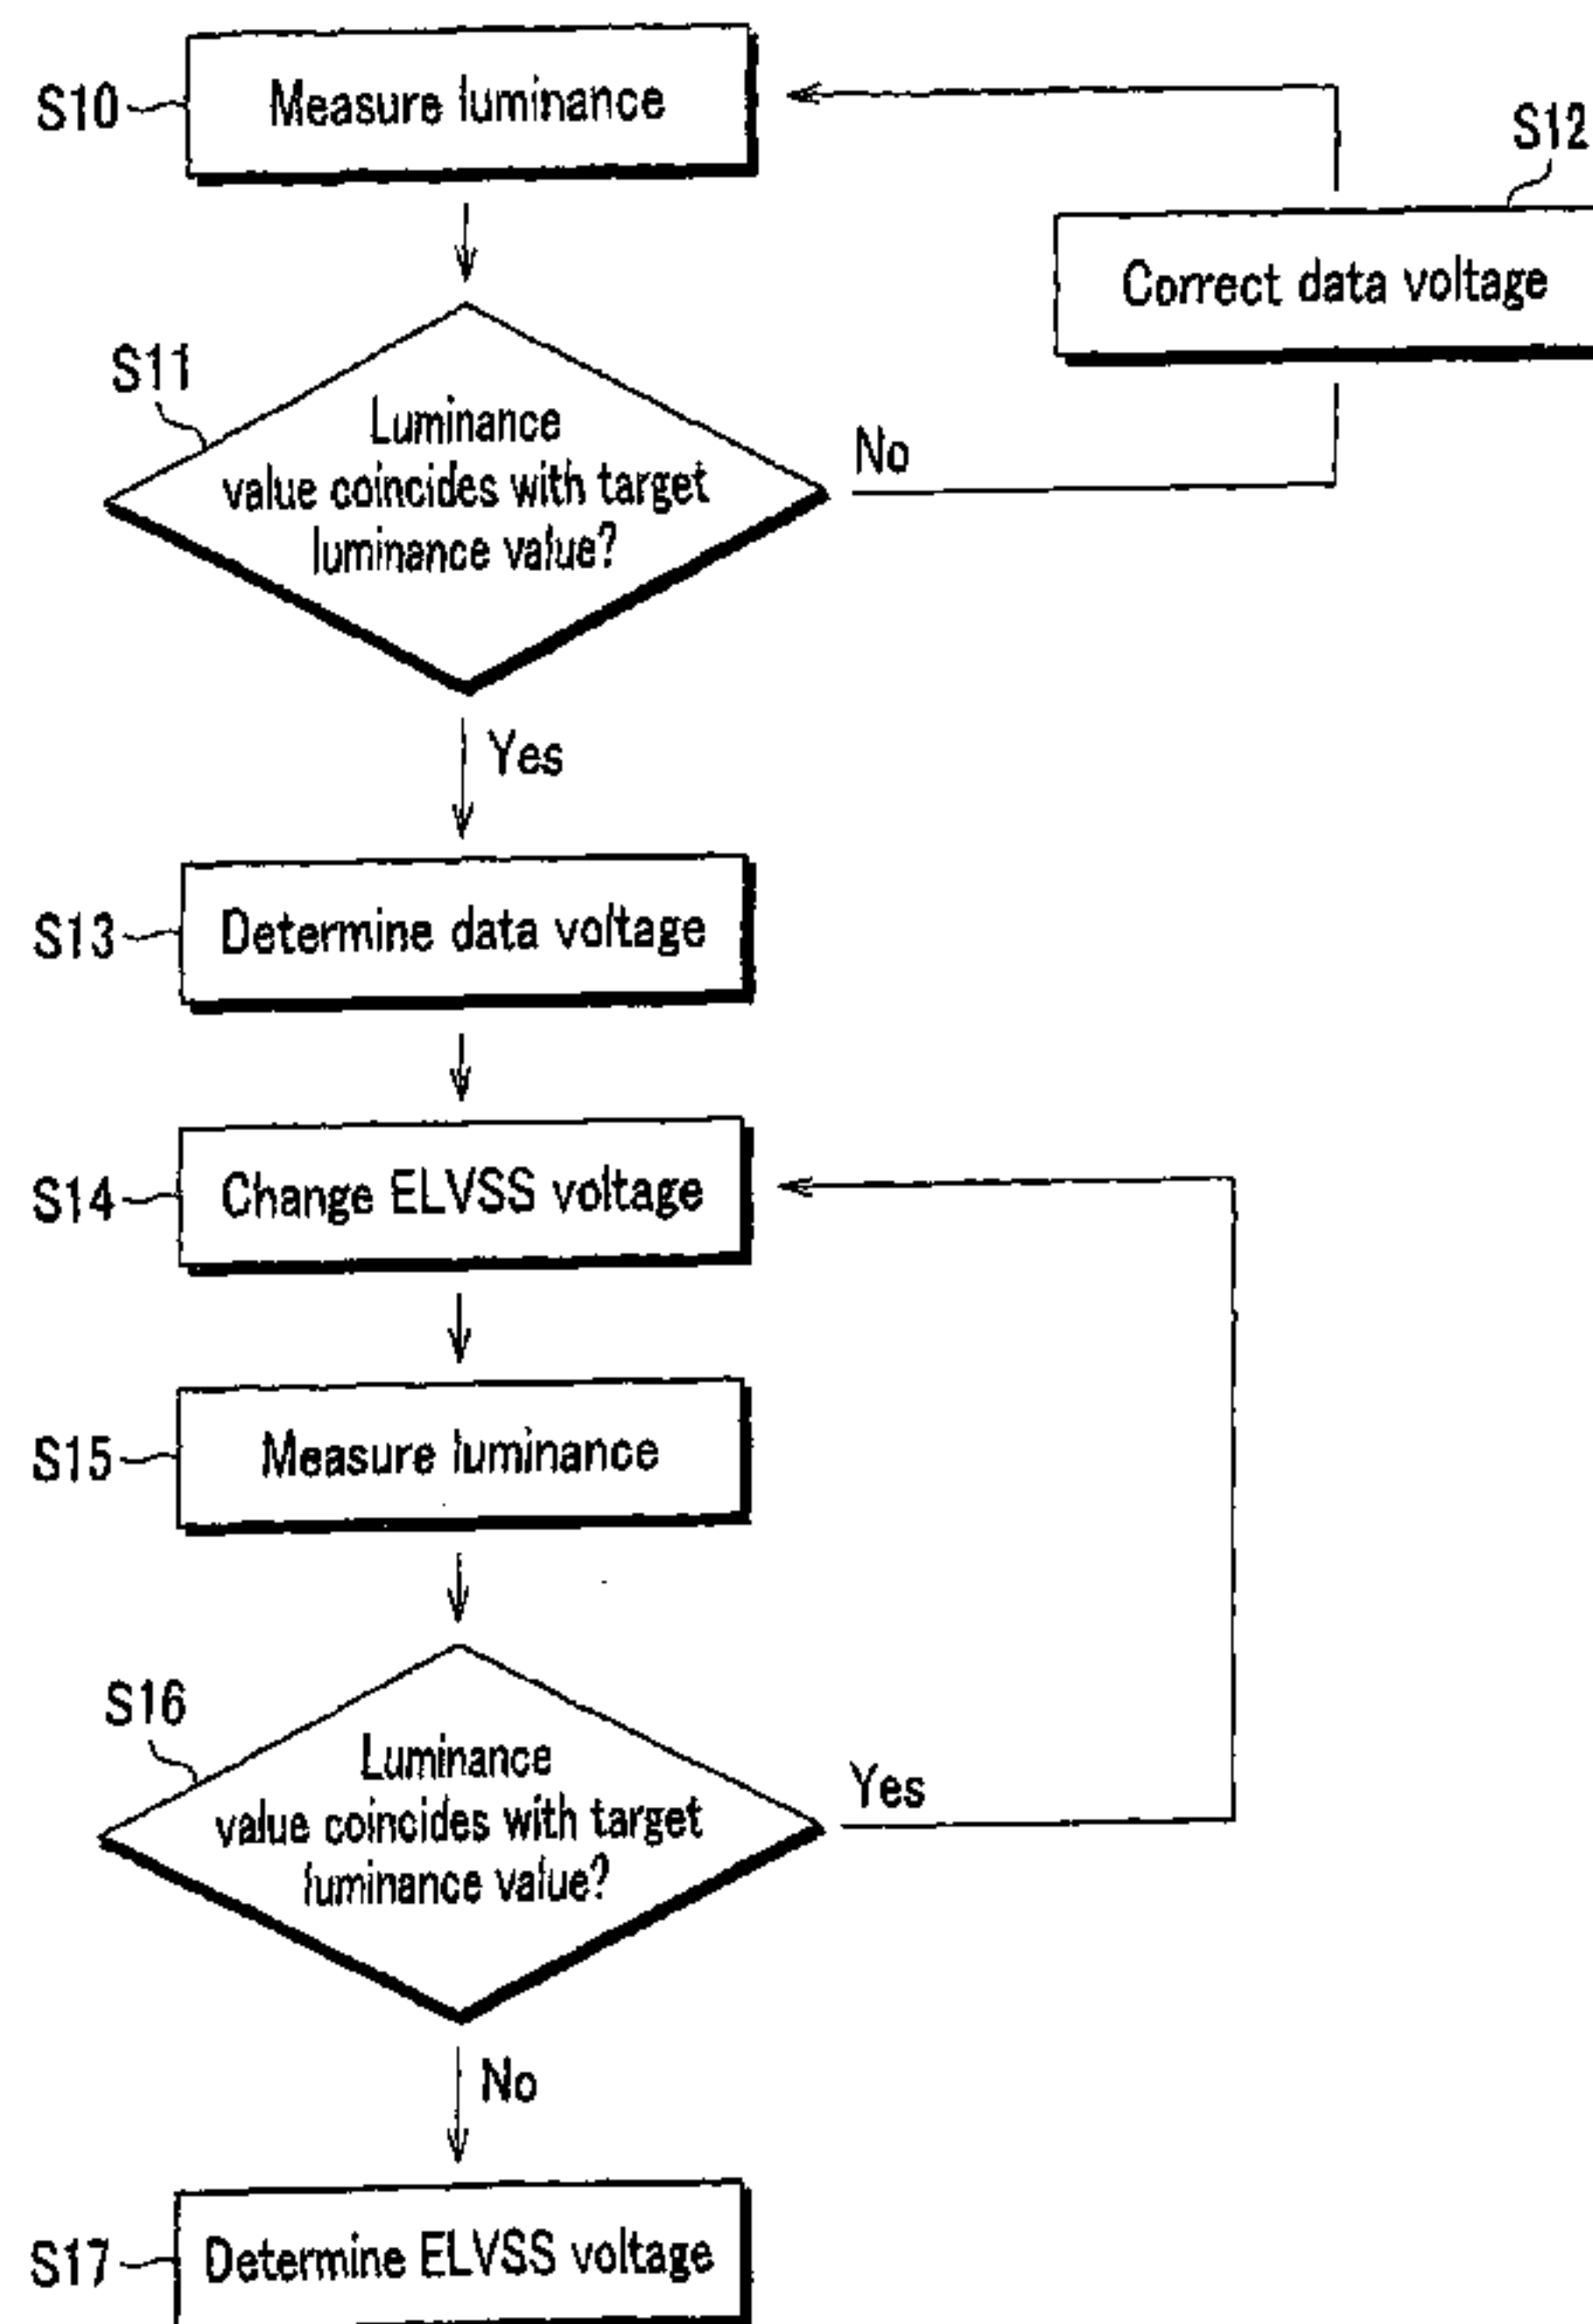 S10
Measure luminance
S12
Correct data voltage
S11
Luminance
value coincides with target
luminance value?
No
Yes
S13
Determine data voltage
S14
Change ELVSS voltage
S15
Measure luminance
S16
Luminance
value coincides with target
luminance value?
Yes
No
S17
Determine ELVSS voltage